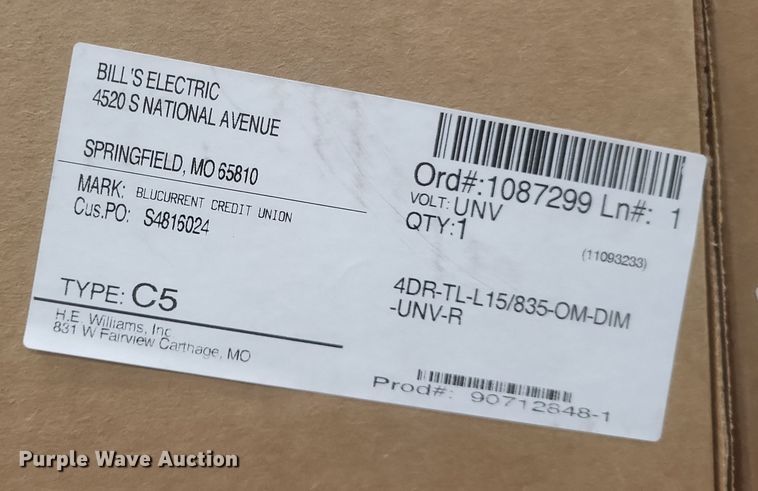 BILL'S ELECTRIC
4520 S NATIONAL AVENUE
SPRINGFIELD, MO 65810
MARK: BLUCURRENT CREDIT UNION
Cus.PO: S4816024
TYPE: C5
H.E. Williams, Inc
831 W Fairview Carthage, MO
Ord#:1087299 Ln#: 1
VOLT:UNV
QTY:1
(11093233)
4DR-TL-L15/835-OM-DIM
-UNV-R
Prod#: 90712848-1
Purple Wave Auction